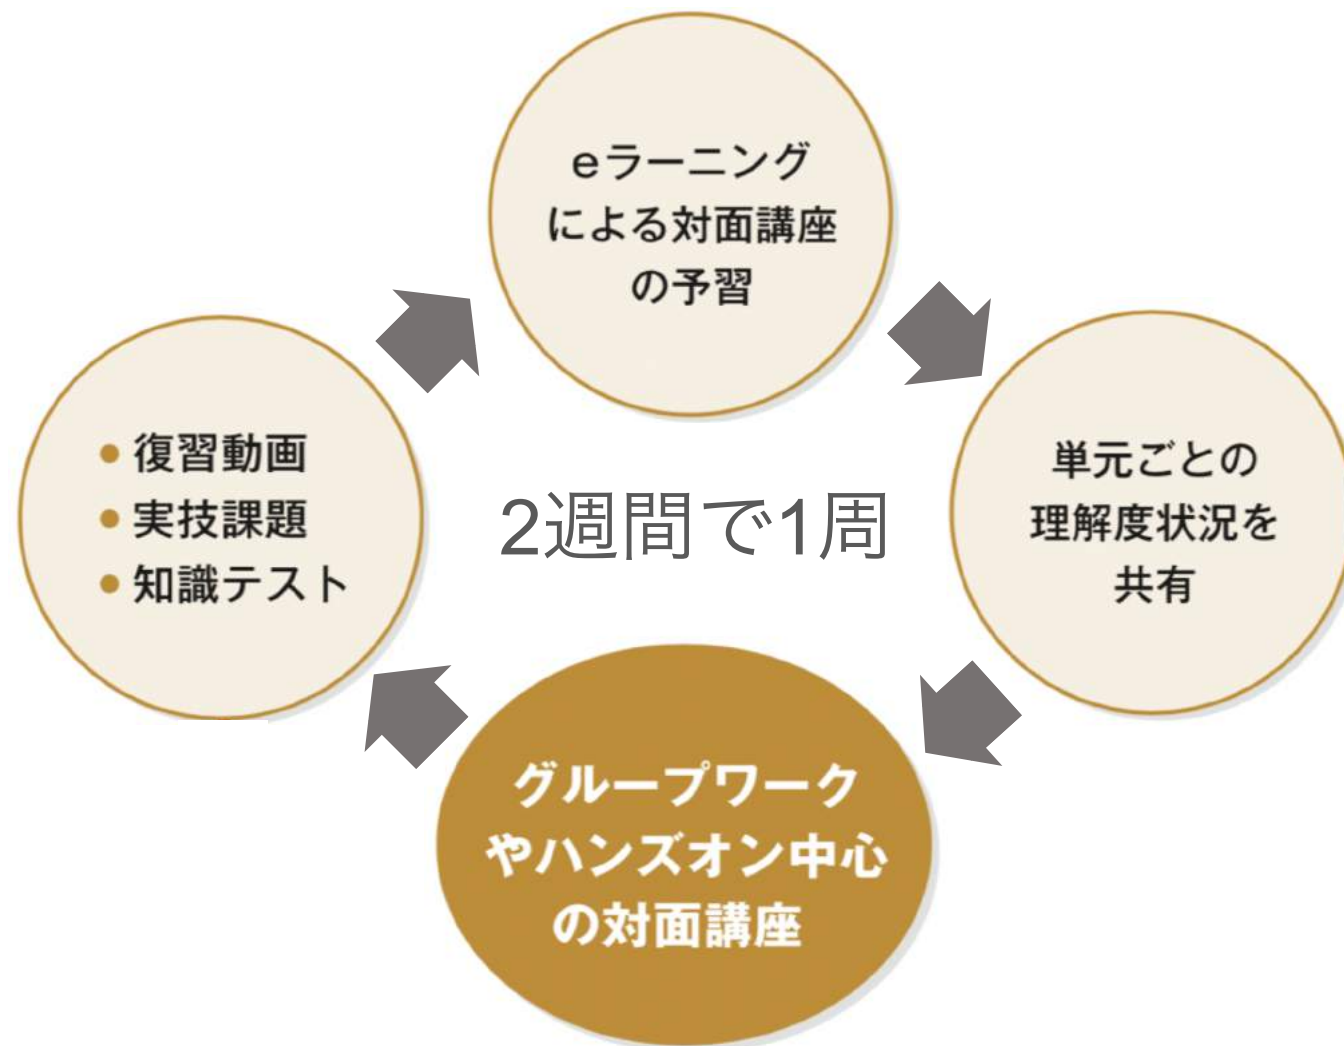 eラーニング
による対面講座
の予習
単元ごとの
理解度状況を
共有
グループワーク
やハンズオン中心
の対面講座
• 復習動画
• 実技課題
• 知識テスト
2週間で1周